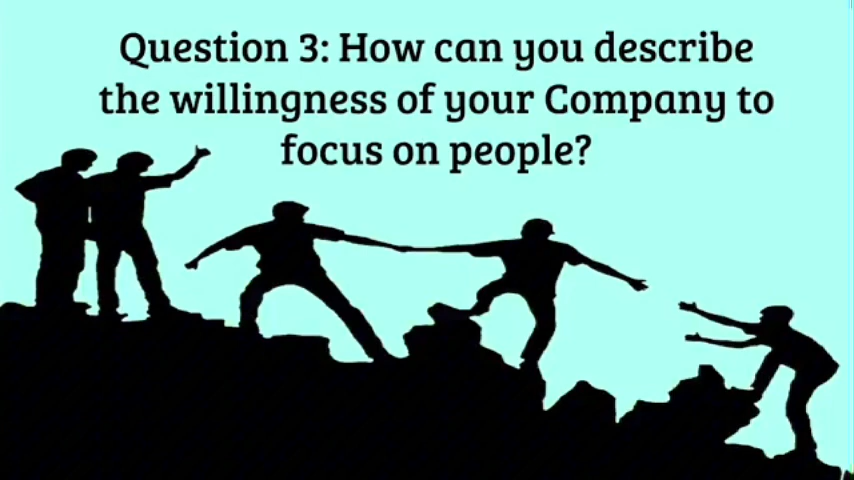 Question 3: How can you describe
the willingness of your Company to
focus on people?